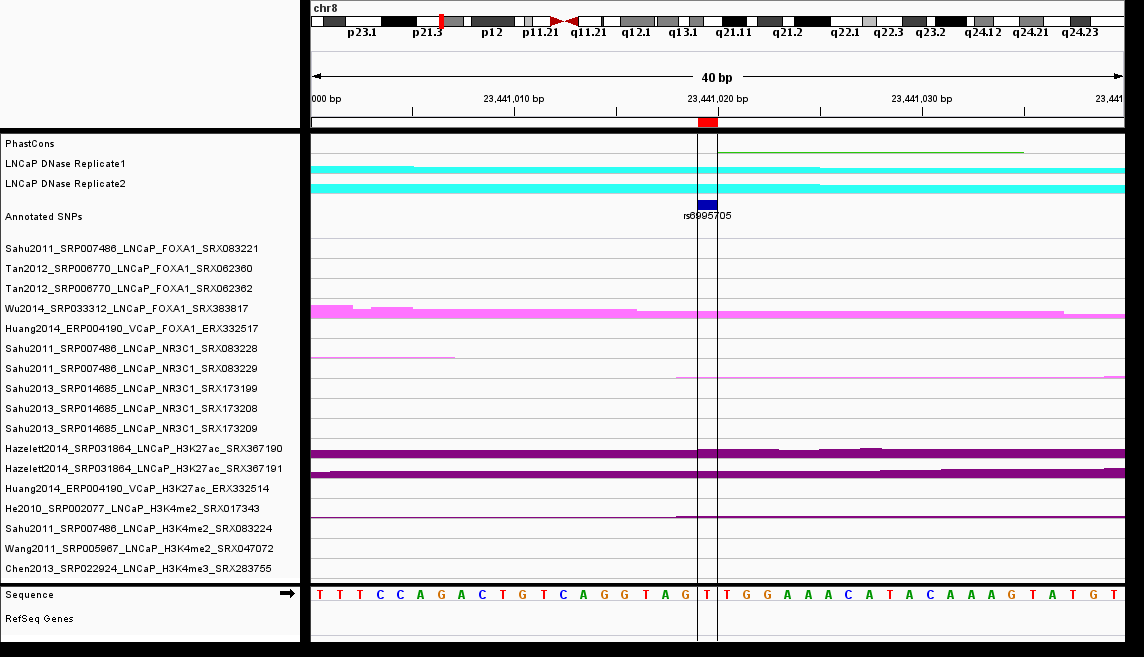 chr8
p23.1 p21.3 p12 p11.21 q11.21 q12.1 q13.1 q21.11 q21.2 q22.1 q22.3 q23.2 q24.12 q24.21 q24.23
40 bp
000 bp 23,441,010 bp 23,441,020 bp 23,441,030 bp 23,441
PhastCons
LNCaP DNase Replicate1
LNCaP DNase Replicate2
Annotated SNPs rs6995705
Sahu2011_SRP007486_LNCaP_FOXA1_SRX083221
Tan2012_SRP006770_LNCaP_FOXA1_SRX062360
Tan2012_SRP006770_LNCaP_FOXA1_SRX062362
Wu2014_SRP033312_LNCaP_FOXA1_SRX383817
Huang2014_ERP004190_VCaP_FOXA1_ERX332517
Sahu2011_SRP007486_LNCaP_NR3C1_SRX083228
Sahu2011_SRP007486_LNCaP_NR3C1_SRX083229
Sahu2013_SRP014685_LNCaP_NR3C1_SRX173199
Sahu2013_SRP014685_LNCaP_NR3C1_SRX173208
Sahu2013_SRP014685_LNCaP_NR3C1_SRX173209
Hazelett2014_SRP031864_LNCaP_H3K27ac_SRX367190
Hazelett2014_SRP031864_LNCaP_H3K27ac_SRX367191
Huang2014_ERP004190_VCaP_H3K27ac_ERX332514
He2010_SRP002077_LNCaP_H3K4me2_SRX017343
Sahu2011_SRP007486_LNCaP_H3K4me2_SRX083224
Wang2011_SRP005967_LNCaP_H3K4me2_SRX047072
Chen2013_SRP022924_LNCaP_H3K4me3_SRX283755
Sequence T T T C C A G A C T G T C A G G T A G T T G G A A A C A T A C A A A G T A T G T
RefSeq Genes